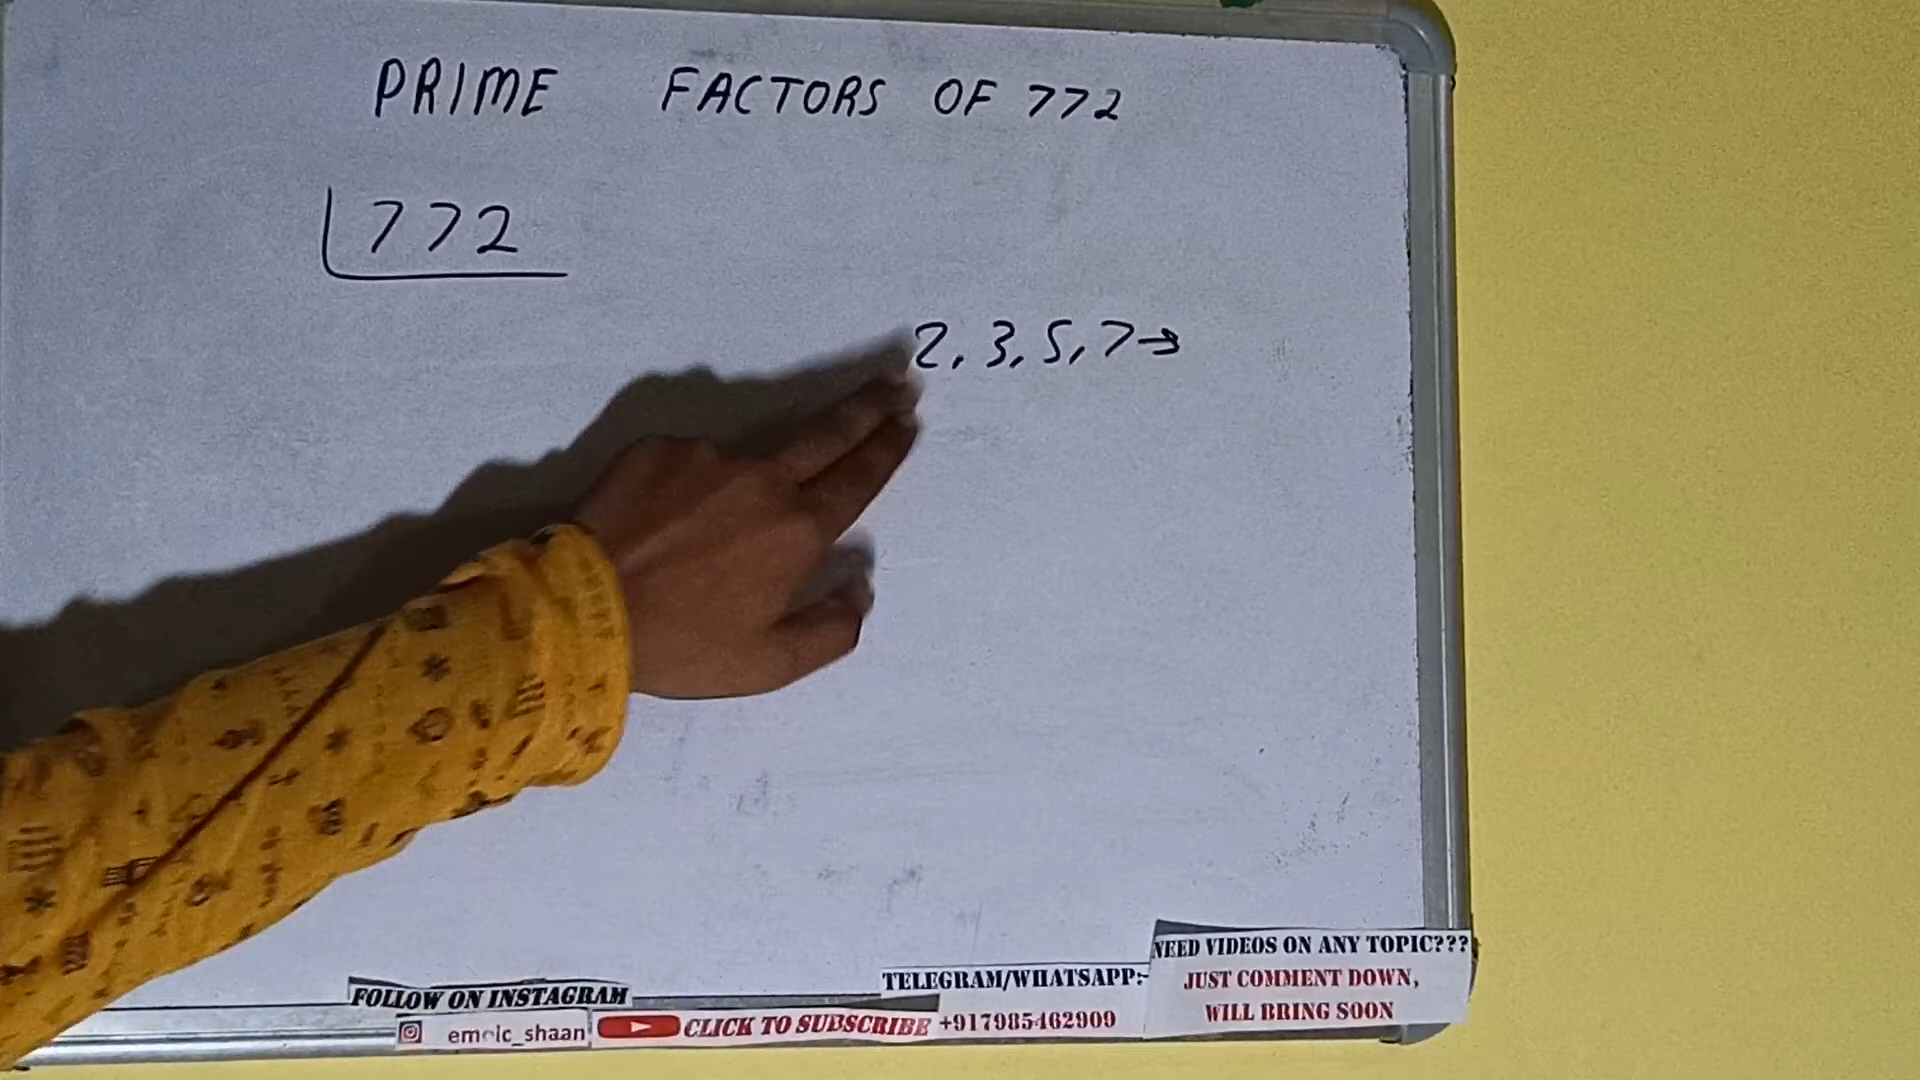 PRIME FACTORS OF 772
772
2, 3, 5, 7→
NEED VIDEOS ON ANY TOPIC???
JUST COMMENT DOWN,
WILL BRING SOON
TELEGRAM/WHATSAPP:-
+917985462909
FOLLOW ON INSTAGRAM
emoic_shaan
CLICK TO SUBSCRIBE